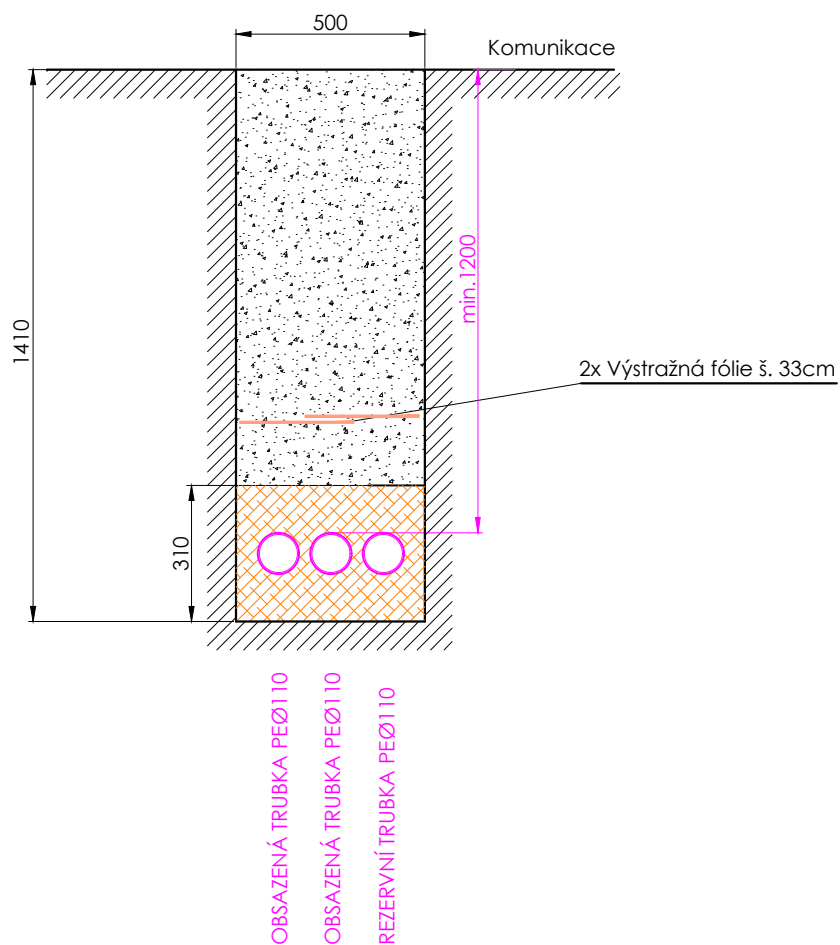 500
Komunikace
1410
min.1200
2x Výstražná fólie š. 33cm
310
OBSAZENÁ TRUBKA PEØ110
OBSAZENÁ TRUBKA PEØ110
REZERVNÍ TRUBKA PEØ110